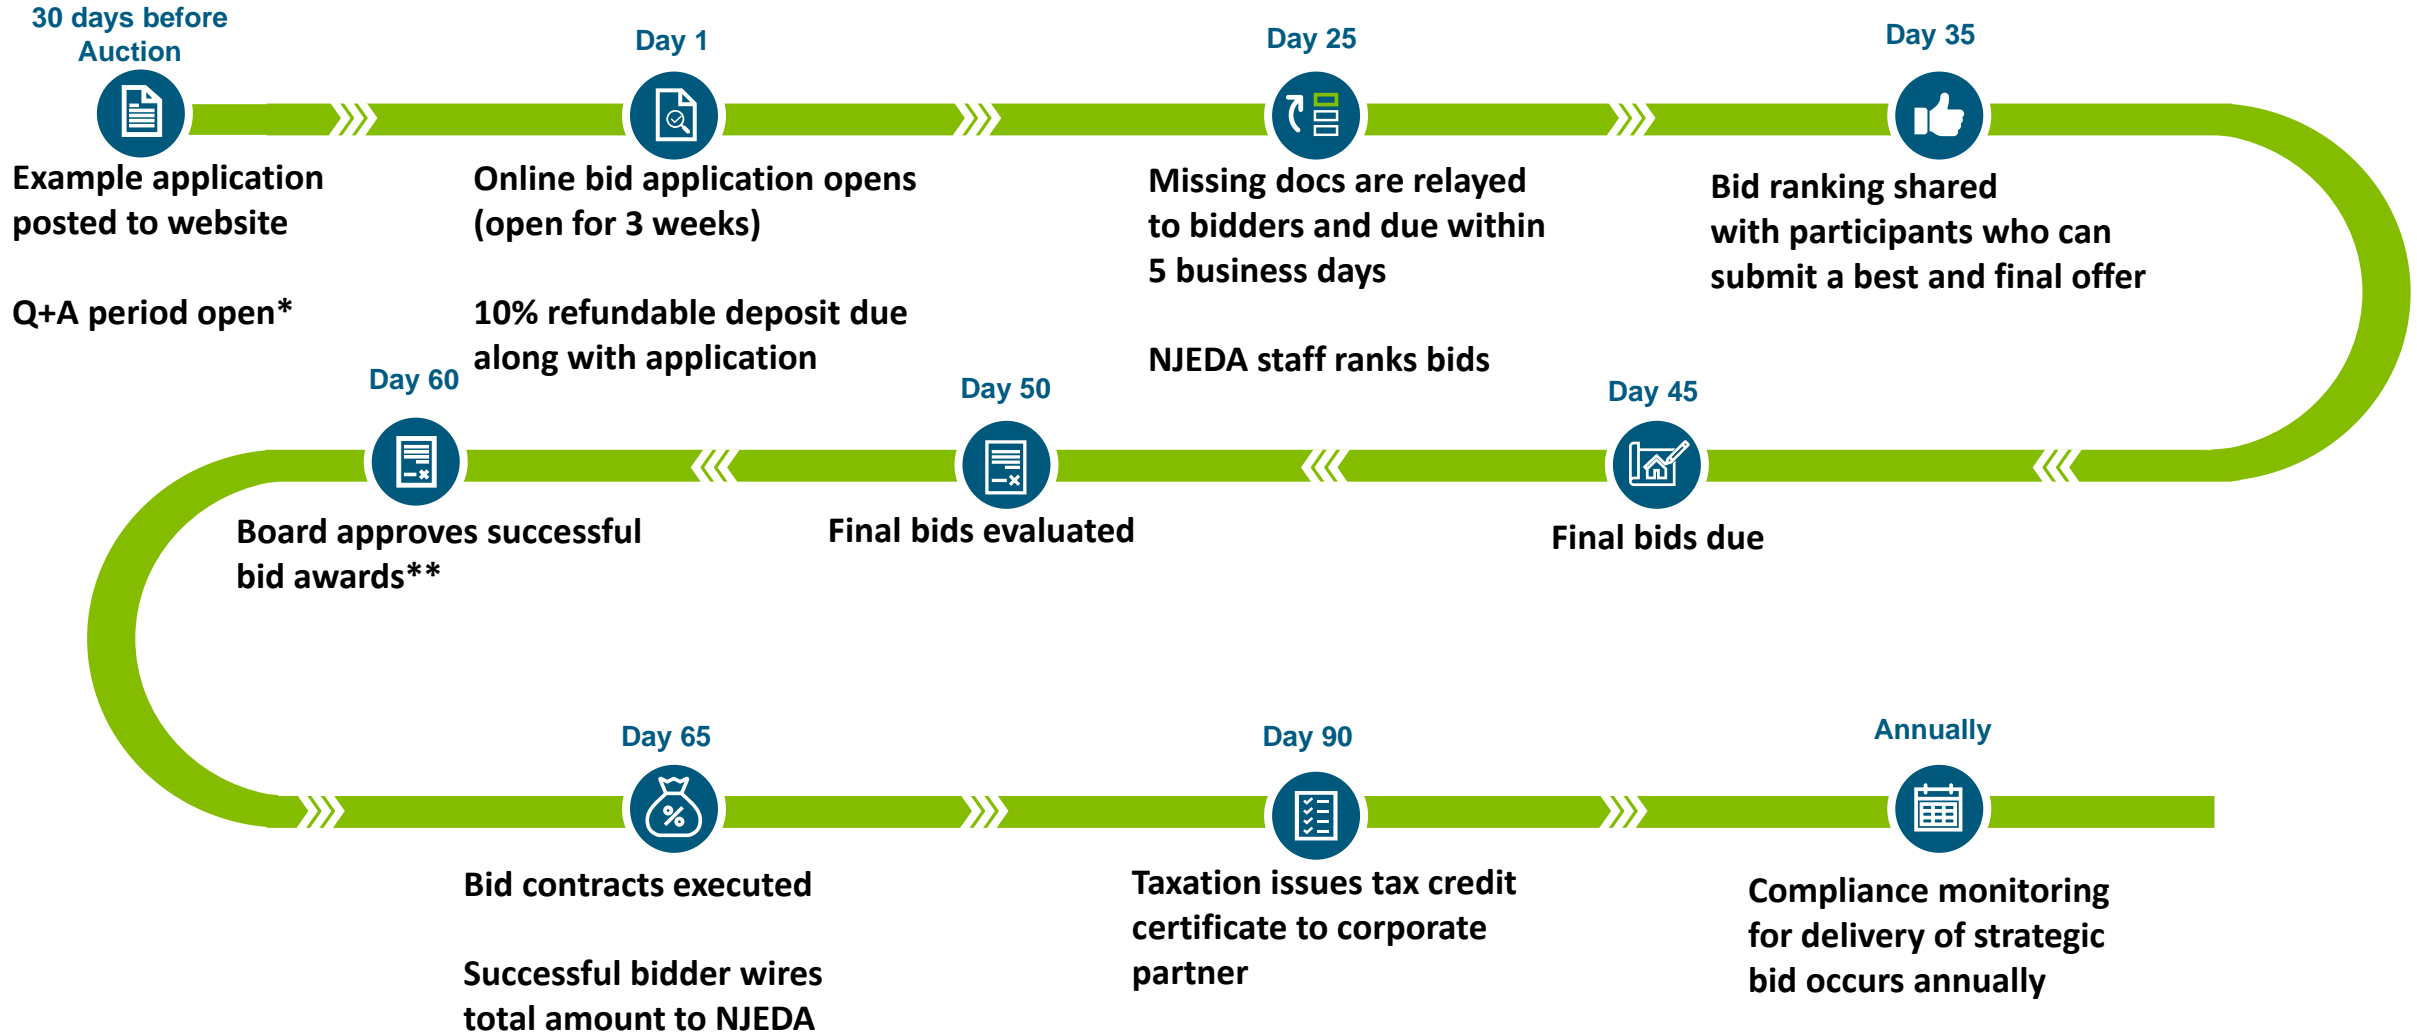 30 days before
Auction
Example application
posted to website
Q+A period open*
Day 1
Online bid application opens
(open for 3 weeks)
10% refundable deposit due
along with application
Day 25
Missing docs are relayed
to bidders and due within
5 business days
NJEDA staff ranks bids
Day 35
Bid ranking shared
with participants who can
submit a best and final offer
Day 45
Final bids due
Day 50
Final bids evaluated
Day 60
Board approves successful
bid awards**
Day 65
%
Bid contracts executed
Successful bidder wires
total amount to NJEDA
Day 90
Taxation issues tax credit
certificate to corporate
partner
Annually
Compliance monitoring
for delivery of strategic
bid occurs annually